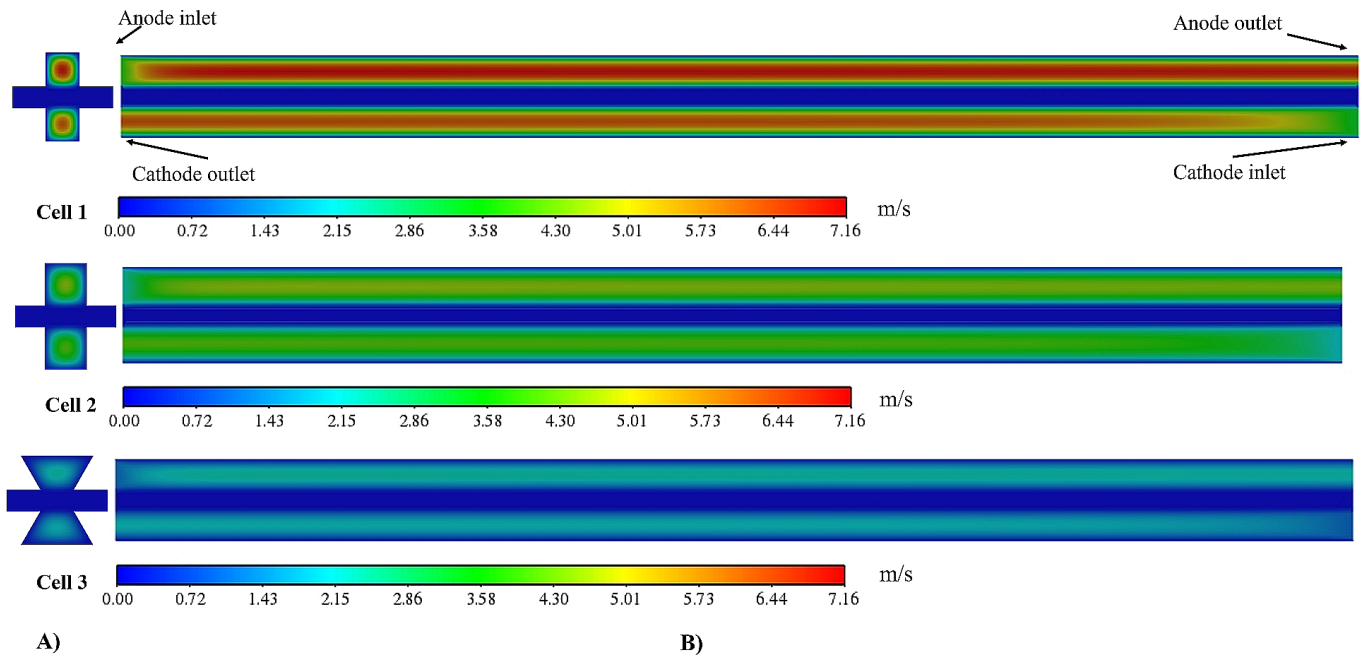 Anode inlet
Anode outlet
Cathode outlet
Cathode inlet
Cell 1
m/s
0.00 0.72 1.43 2.15 2.86 3.58 4.30 5.01 5.73 6.44 7.16
Cell 2
m/s
0.00 0.72 1.43 2.15 2.86 3.58 4.30 5.01 5.73 6.44 7.16
Cell 3
m/s
0.00 0.72 1.43 2.15 2.86 3.58 4.30 5.01 5.73 6.44 7.16
A) B)